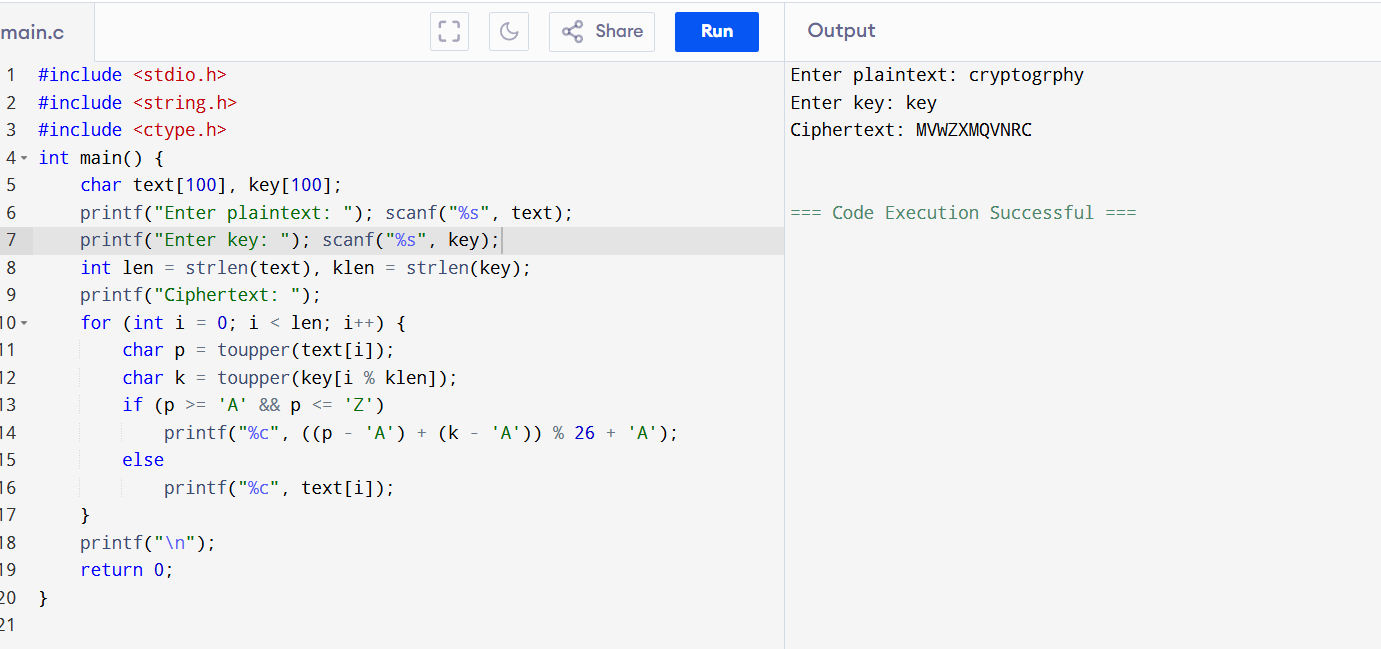 main.c
Share
Run
Output
1 #include <stdio.h>
2 #include <string.h>
3 #include <ctype.h>
4 int main() {
5     char text[100], key[100];
6     printf("Enter plaintext: "); scanf("%s", text);
7     printf("Enter key: "); scanf("%s", key);
8     int len = strlen(text), klen = strlen(key);
9     printf("Ciphertext: ");
10     for (int i = 0; i < len; i++) {
11         char p = toupper(text[i]);
12         char k = toupper(key[i % klen]);
13         if (p >= 'A' && p <= 'Z')
14             printf("%c", ((p - 'A') + (k - 'A')) % 26 + 'A');
15         else
16             printf("%c", text[i]);
17     }
18     printf("\n");
19     return 0;
20 }
21
Enter plaintext: cryptogrphy
Enter key: key
Ciphertext: MVWZXMQVNRC
=== Code Execution Successful ===